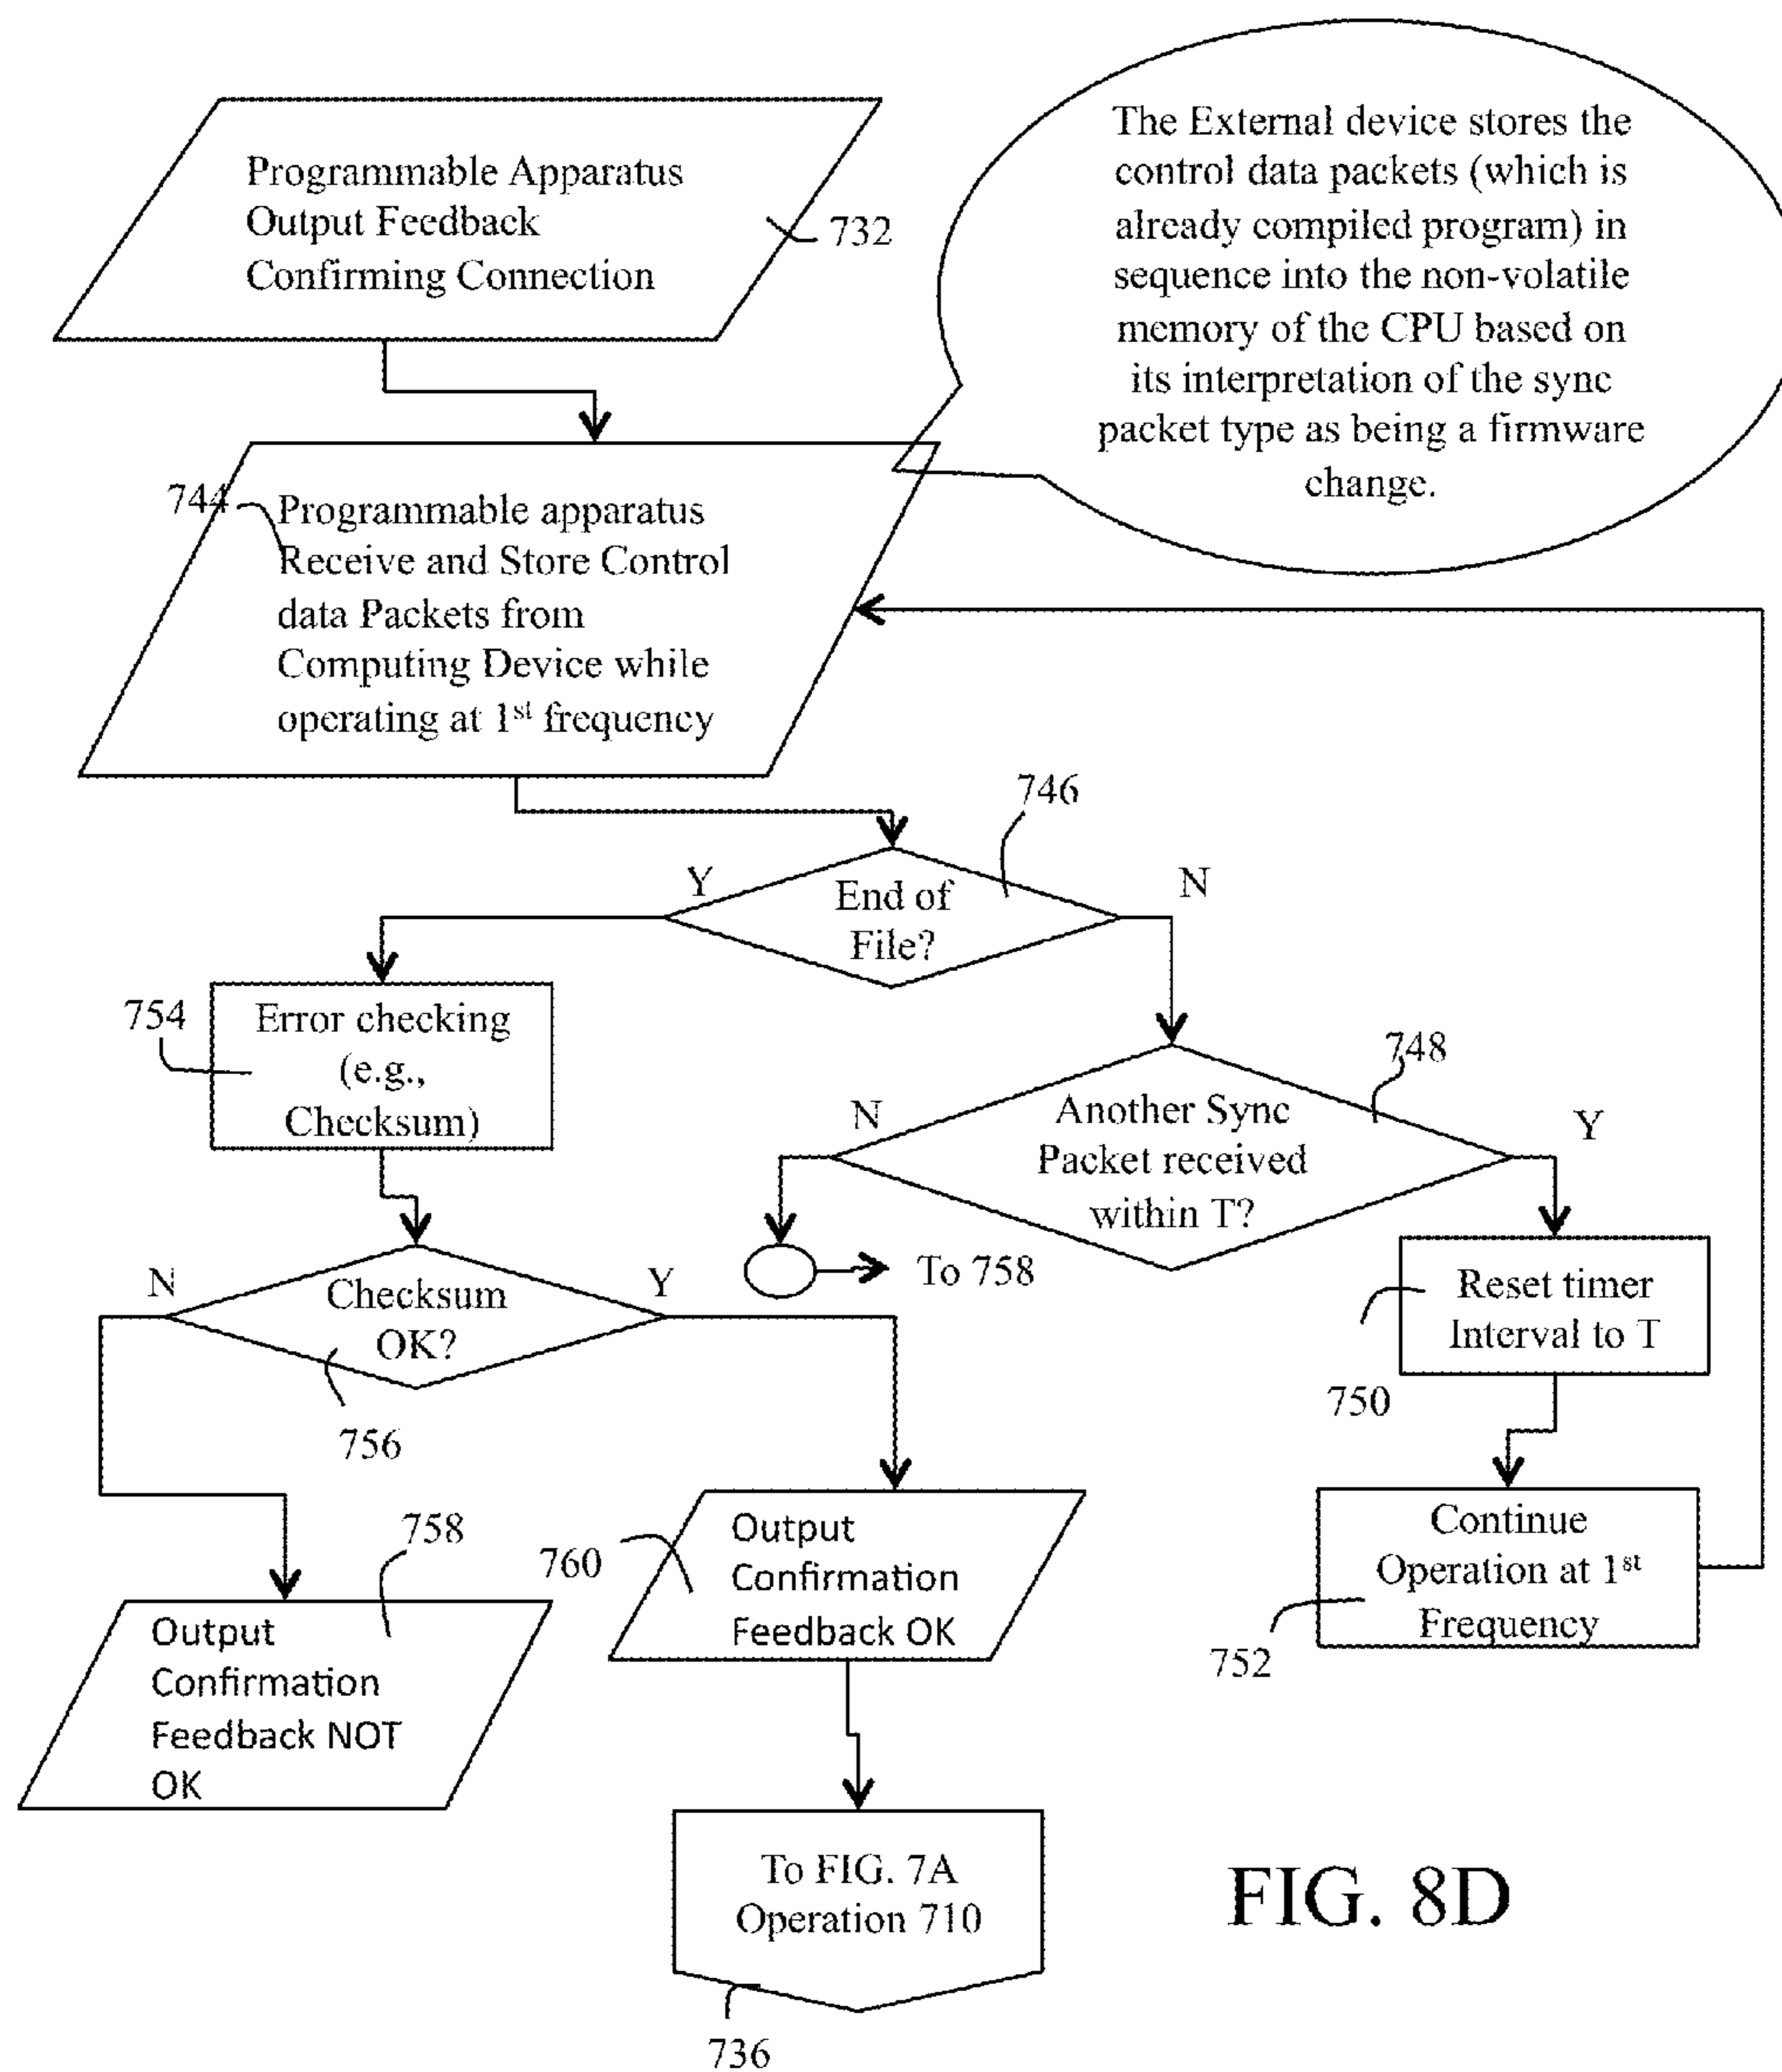 Programmable Apparatus
Output Feedback
Confirming Connection
732
The External device stores the
control data packets (which is
already compiled program) in
sequence into the non-volatile
memory of the CPU based on
its interpretation of the sync
packet type as being a firmware
change.
744
Programmable apparatus
Receive and Store Control
data Packets from
Computing Device while
operating at 1st frequency
746
Y
End of
File?
N
754
Error checking
(e.g.,
Checksum)
748
N
Another Sync
Packet received
within T?
Y
To 758
N
Checksum
OK?
Y
756
Reset timer
Interval to T
750
758
Output
Confirmation
Feedback NOT
OK
760
Output
Confirmation
Feedback OK
Continue
Operation at 1st
Frequency
752
To FIG. 7A
Operation 710
736
FIG. 8D